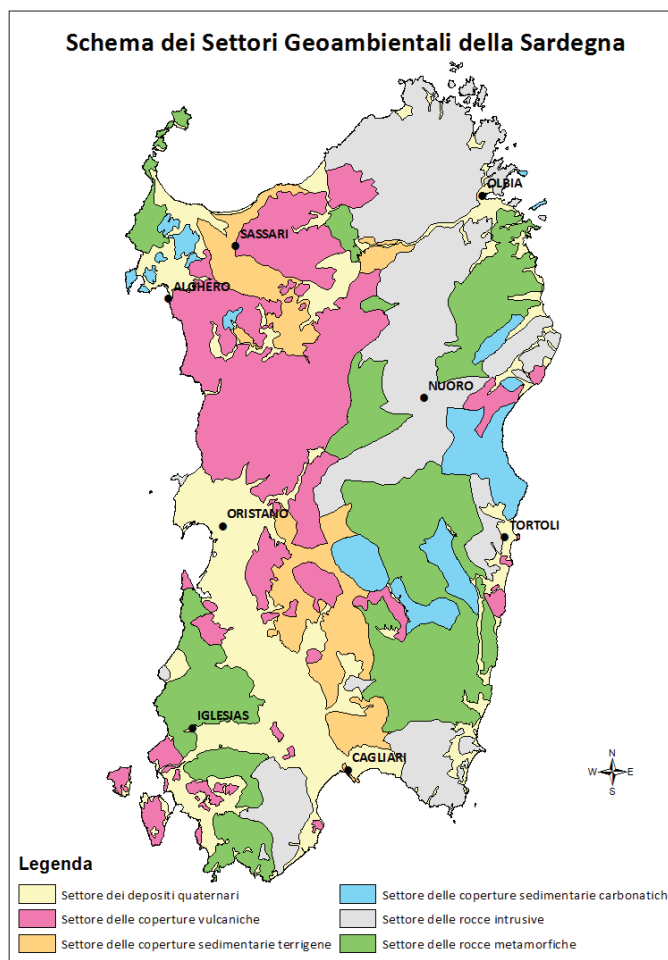 Schema dei Settori Geoambientali della Sardegna
OLBIA
SASSARI
ALGHERO
NUORO
ORISTANO
TORTOLI
IGLESIAS
CAGLIARI
N
W E
S
Legenda
Settore dei depositi quaternari
Settore delle coperture vulcaniche
Settore delle coperture sedimentarie terrigene
Settore delle coperture sedimentarie carbonatich
Settore delle rocce intrusive
Settore delle rocce metamorfiche